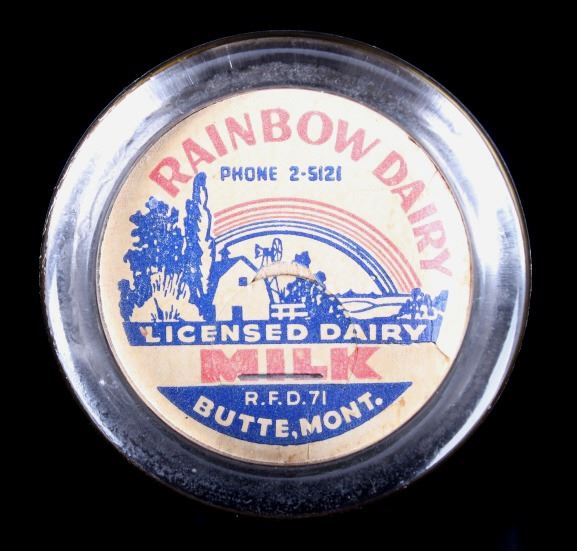 RAINBOW DAIRY
PHONE 2-5121
LICENSED DAIRY
MILK
R.F.D. 71
BUTTE, MONT.